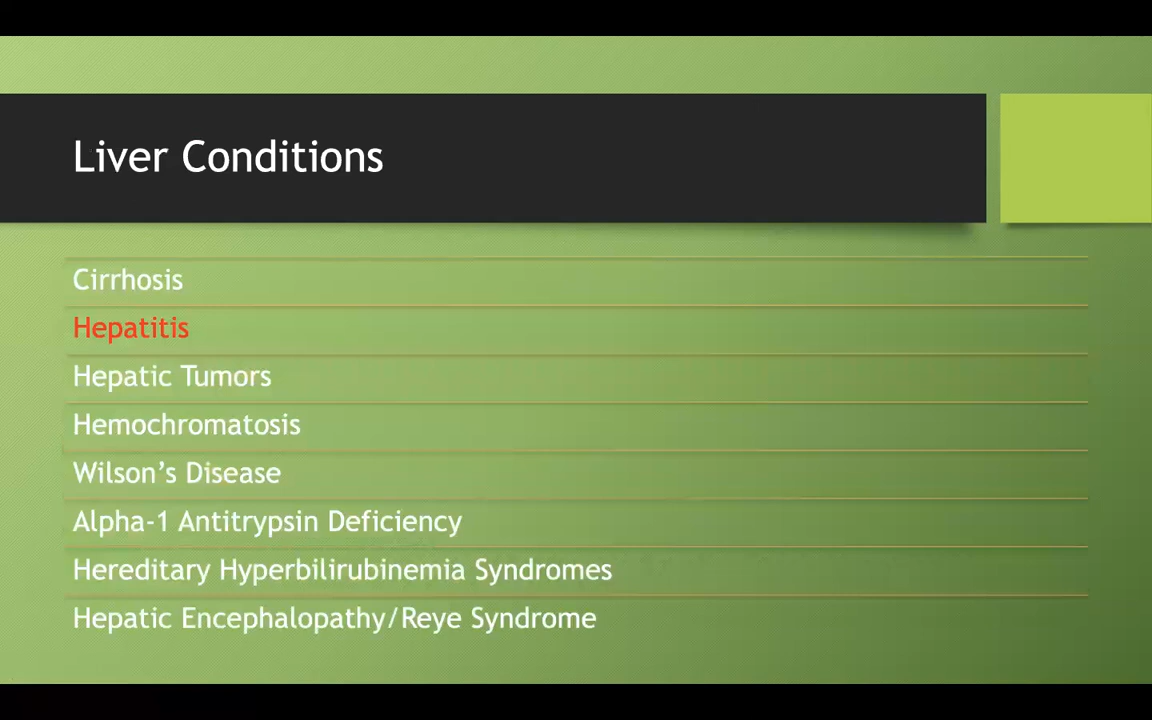 Liver Conditions
Cirrhosis
Hepatitis
Hepatic Tumors
Hemochromatosis
Wilson’s Disease
Alpha-1 Antitrypsin Deficiency
Hereditary Hyperbilirubinemia Syndromes
Hepatic Encephalopathy/Reye Syndrome